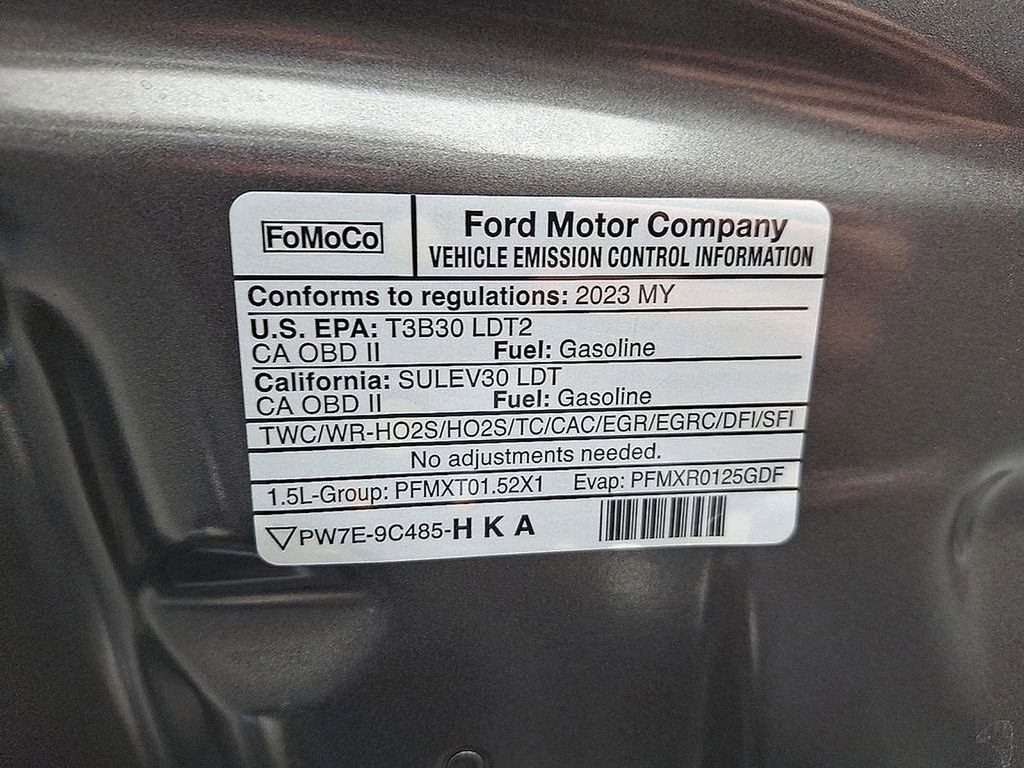 FoMoCo
Ford Motor Company
VEHICLE EMISSION CONTROL INFORMATION
Conforms to regulations: 2023 MY
U.S. EPA: T3B30 LDT2
CA OBD II Fuel: Gasoline
California: SULEV30 LDT
CA OBD II Fuel: Gasoline
TWC/WR-HO2S/HO2S/TC/CAC/EGR/EGRC/DFI/SFI
No adjustments needed.
1.5L-Group: PFMXT01.52X1 Evap: PFMXR0125GDF
PW7E-9C485-H K A